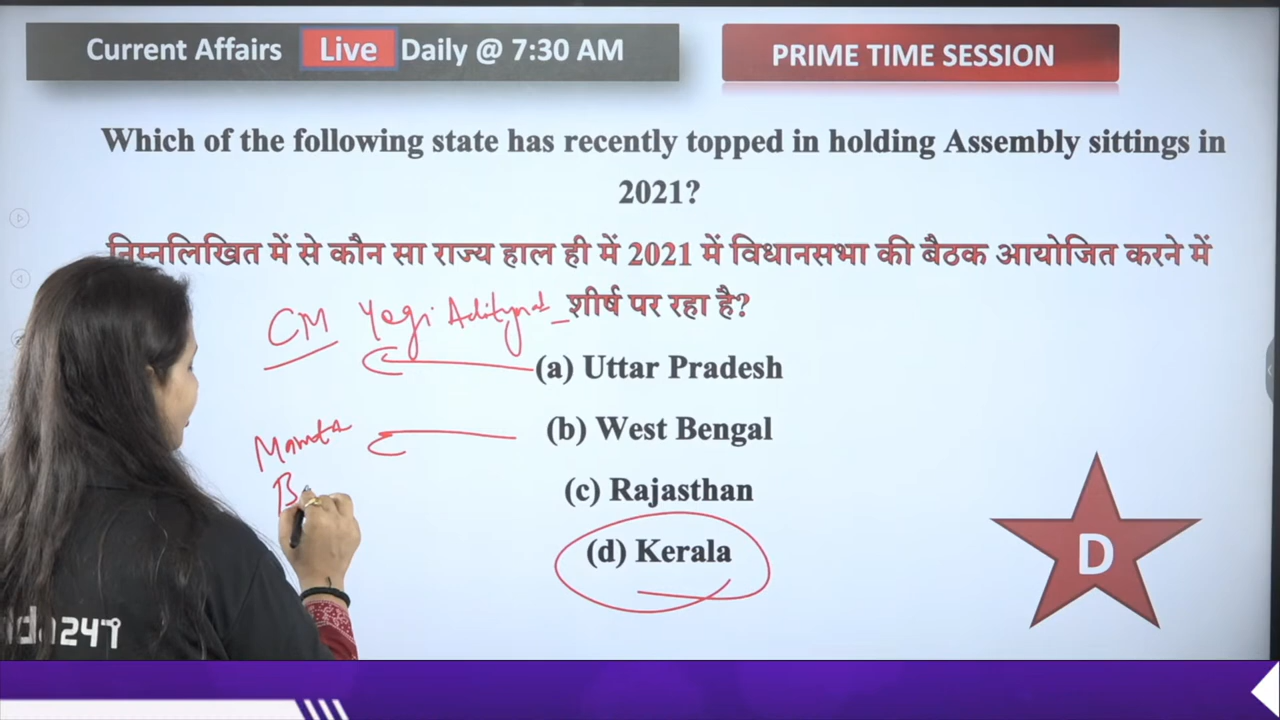 Current Affairs Live Daily @ 7:30 AM
PRIME TIME SESSION
Which of the following state has recently topped in holding Assembly sittings in
2021?
निम्नलिखित में से कौन सा राज्य हाल ही में 2021 में विधानसभा की बैठक आयोजित करने में
शीर्ष पर रहा है?
CM Yogi
(a) Uttar Pradesh
Mamta
(b) West Bengal
B
(c) Rajasthan
(d) Kerala
D
247